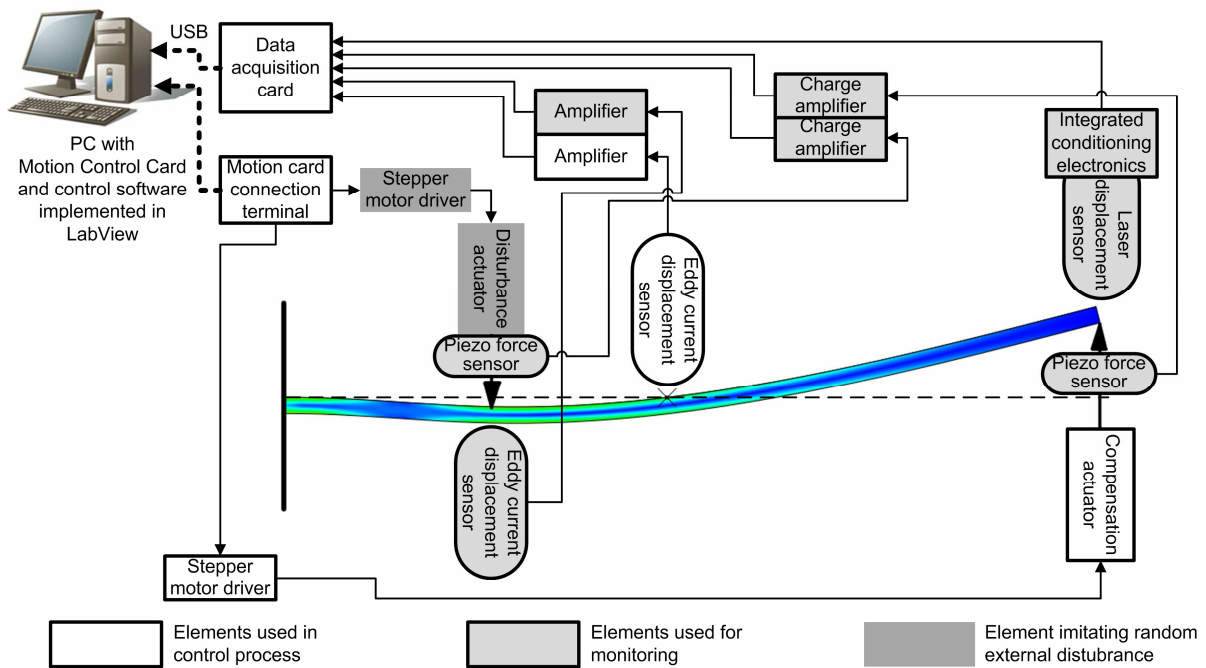 USB
Data
acquisition
card
PC with
Motion Control Card
and control software
implemented in
LabView
Motion card
connection
terminal
Stepper
motor driver
Disturbance
actuator
Piezo force
sensor
Amplifier
Amplifier
Charge
amplifier
Charge
amplifier
Integrated
conditioning
electronics
Laser
displacement
sensor
Eddy current
displacement
sensor
Piezo force
sensor
Eddy current
displacement
sensor
Compensation
actuator
Stepper
motor driver
Elements used in
control process
Elements used for
monitoring
Element imitating random
external distubrance